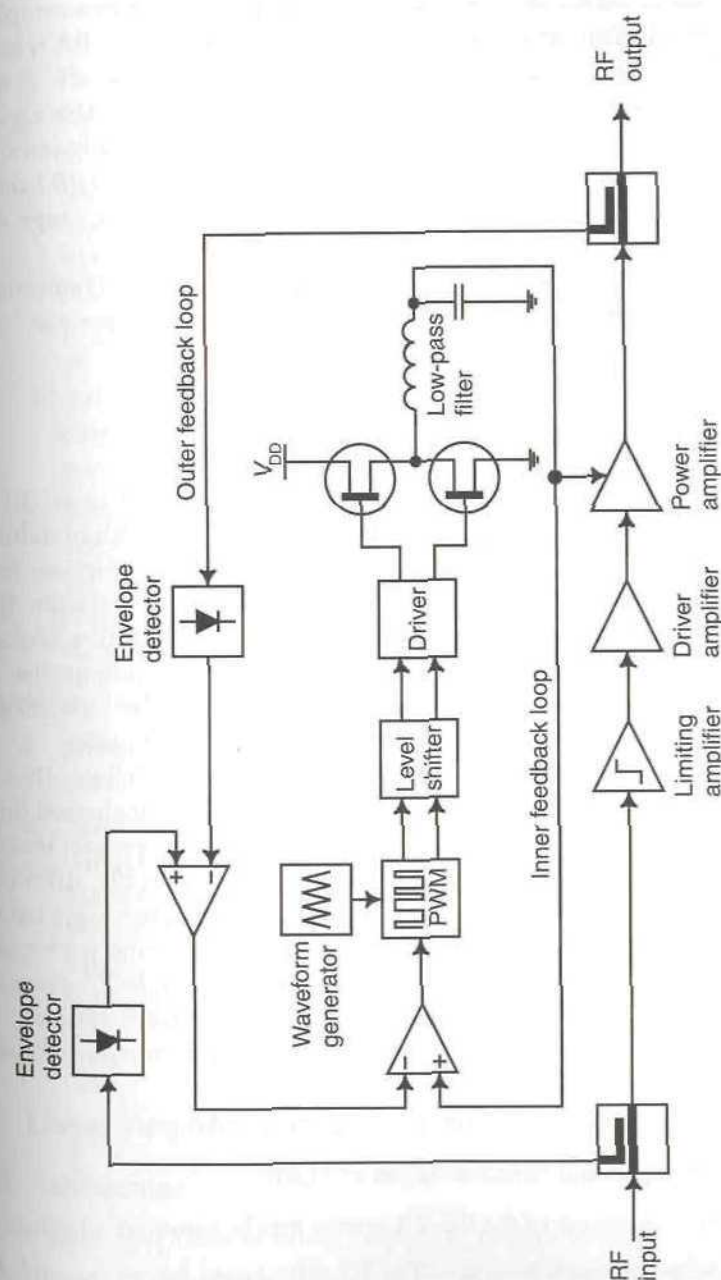 RF
input
Envelope
detector
+
−
Envelope
detector
Outer feedback loop
Waveform
generator
−
+
PWM
Level
shifter
Driver
VDD
Low-pass
filter
Inner feedback loop
Limiting
amplifier
Driver
amplifier
Power
amplifier
RF
output